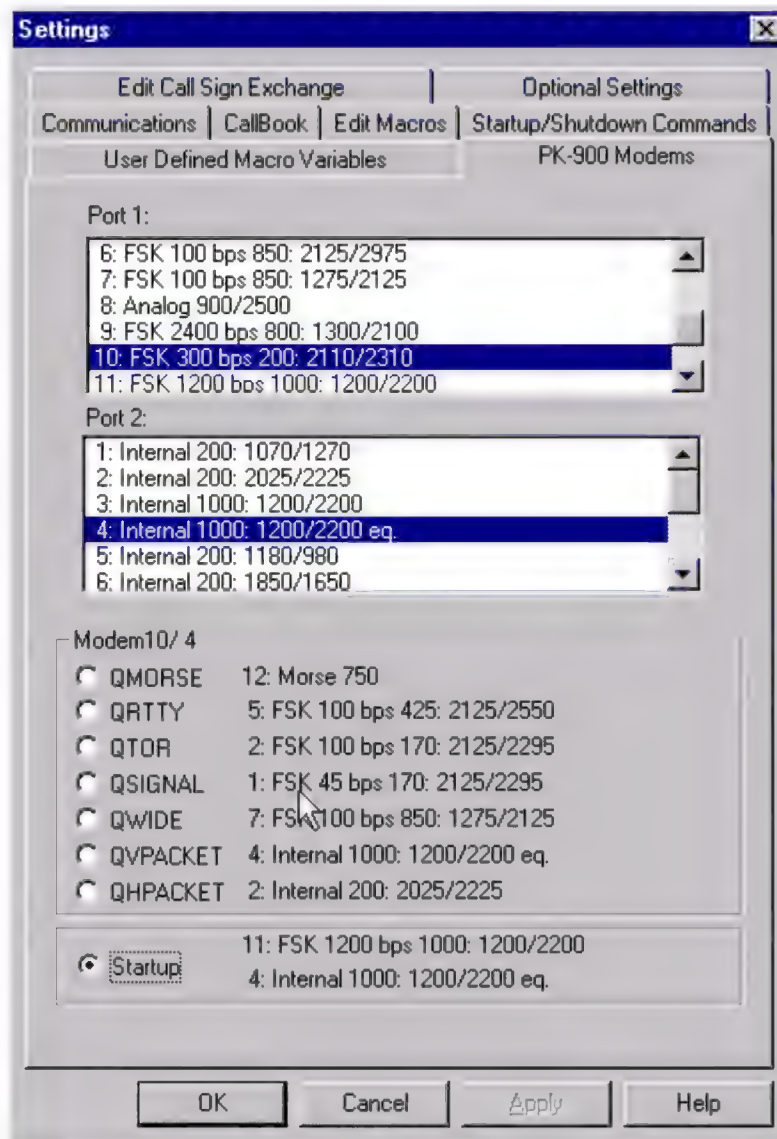 Settings
Edit Call Sign Exchange Optional Settings
Communications CallBook Edit Macros Startup/Shutdown Commands
User Defined Macro Variables PK-900 Modems
Port 1:
6: FSK 100 bps 850: 2125/2975
7: FSK 100 bps 850: 1275/2125
8: Analog 900/2500
9: FSK 2400 bps 800: 1300/2100
10: FSK 300 bps 200: 2110/2310
11: FSK 1200 bps 1000: 1200/2200
Port 2:
1: Internal 200: 1070/1270
2: Internal 200: 2025/2225
3: Internal 1000: 1200/2200
4: Internal 1000: 1200/2200 eq.
5: Internal 200: 1180/980
6: Internal 200: 1850/1650
Modem10/ 4
QMORSE 12: Morse 750
QRTTY 5: FSK 100 bps 425: 2125/2550
QTOR 2: FSK 100 bps 170: 2125/2295
QSIGNAL 1: FSK 45 bps 170: 2125/2295
QWIDE 7: FSK 100 bps 850: 1275/2125
QVPACKET 4: Internal 1000: 1200/2200 eq.
QHPACKET 2: Internal 200: 2025/2225
Startup 11: FSK 1200 bps 1000: 1200/2200
4: Internal 1000: 1200/2200 eq.
OK Cancel Apply Help